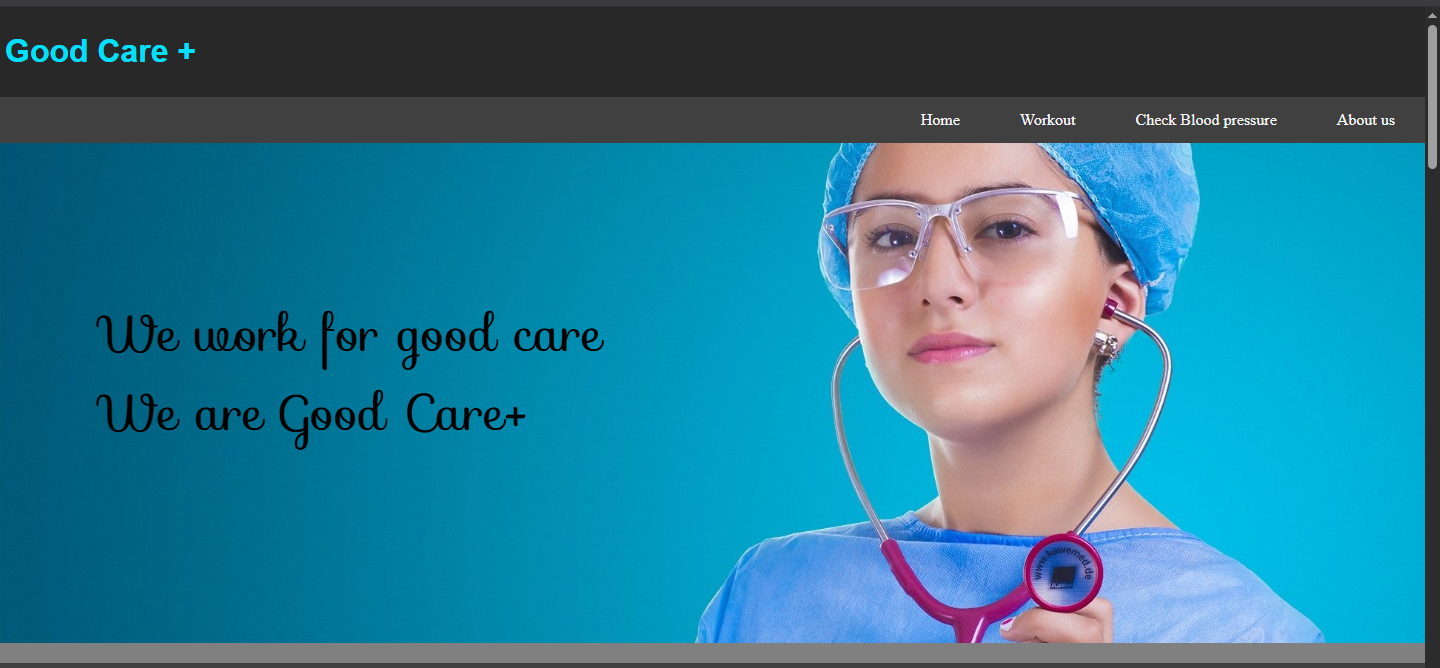 Good Care +
Home Workout Check Blood pressure About us
We work for good care
We are Good Care+
www.kawemed.de
KaWe